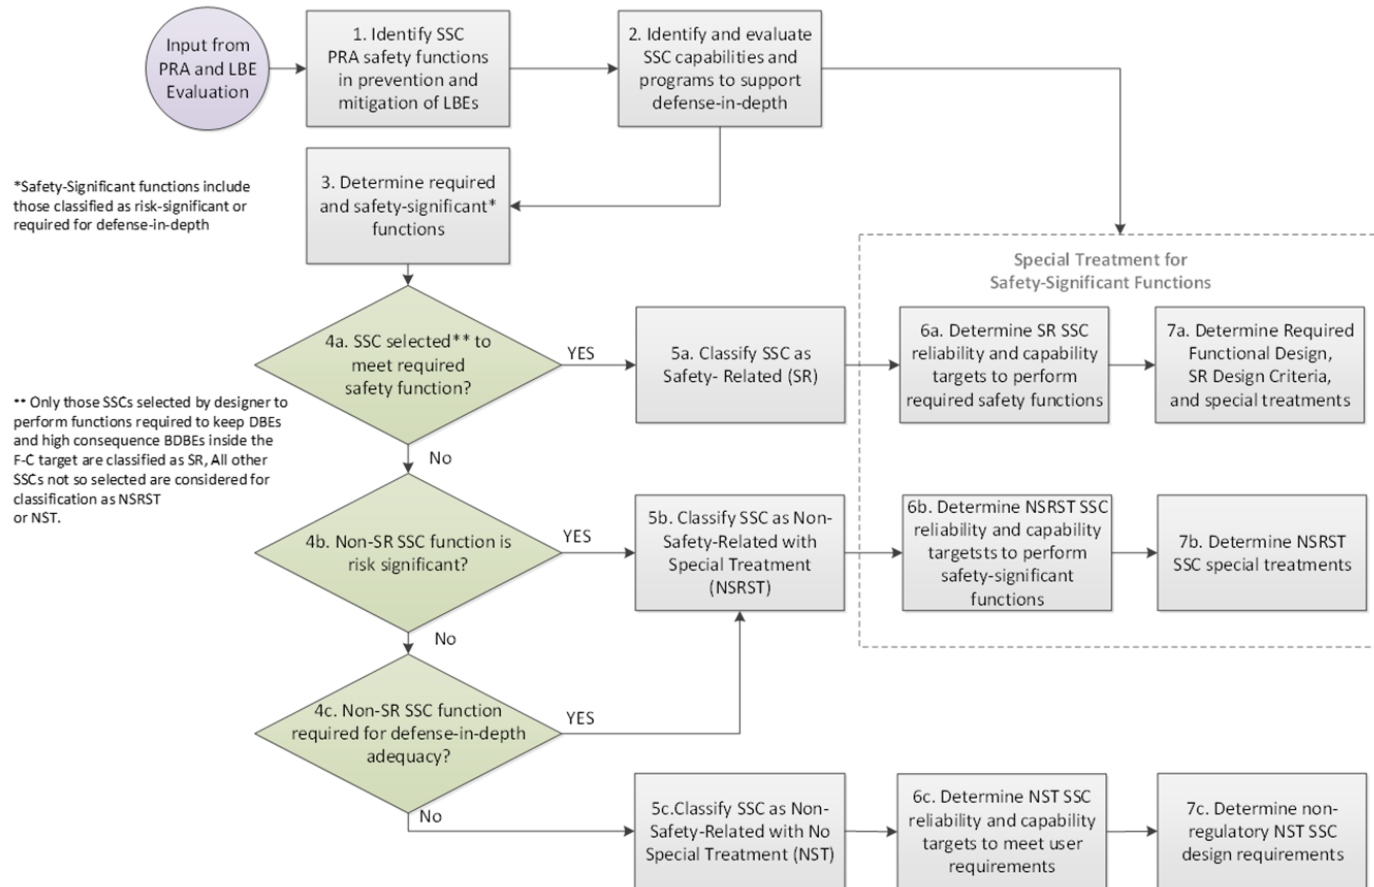 Input from
PRA and LBE
Evaluation
1. Identify SSC
PRA safety functions
in prevention and
mitigation of LBEs
2. Identify and evaluate
SSC capabilities and
programs to support
defense-in-depth
*Safety-Significant functions include
those classified as risk-significant or
required for defense-in-depth
3. Determine required
and safety-significant*
functions
Special Treatment for
Safety-Significant Functions
4a. SSC selected** to
meet required
safety function?
YES
5a. Classify SSC as
Safety- Related (SR)
6a. Determine SR SSC
reliability and capability
targets to perform
required safety functions
7a. Determine Required
Functional Design,
SR Design Criteria,
and special treatments
** Only those SSCs selected by designer to
perform functions required to keep DBEs
and high consequence BDBEs inside the
F-C target are classified as SR, All other
SSCs not so selected are considered for
classification as NSRST
or NST.
No
4b. Non-SR SSC function is
risk significant?
YES
5b. Classify SSC as Non-
Safety-Related with
Special Treatment
(NSRST)
6b. Determine NSRST SSC
reliability and capability
targetsts to perform
safety-significant
functions
7b. Determine NSRST
SSC special treatments
No
4c. Non-SR SSC function
required for defense-in-depth
adequacy?
YES
No
5c.Classify SSC as Non-
Safety-Related with No
Special Treatment (NST)
6c. Determine NST SSC
reliability and capability
targets to meet user
requirements
7c. Determine non-
regulatory NST SSC
design requirements